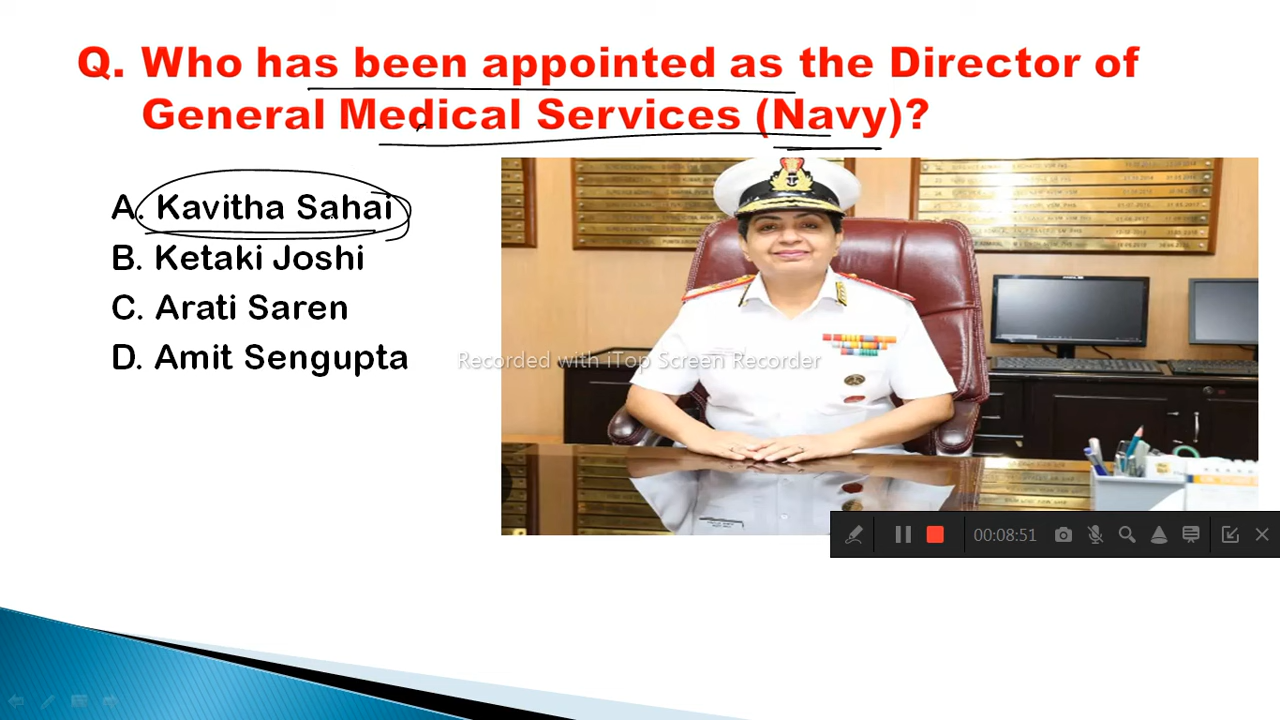 Q. Who has been appointed as the Director of
General Medical Services (Navy)?
A. Kavitha Sahai
B. Ketaki Joshi
C. Arati Saren
D. Amit Sengupta
Recorded with iTop Screen Recorder
00:08:51